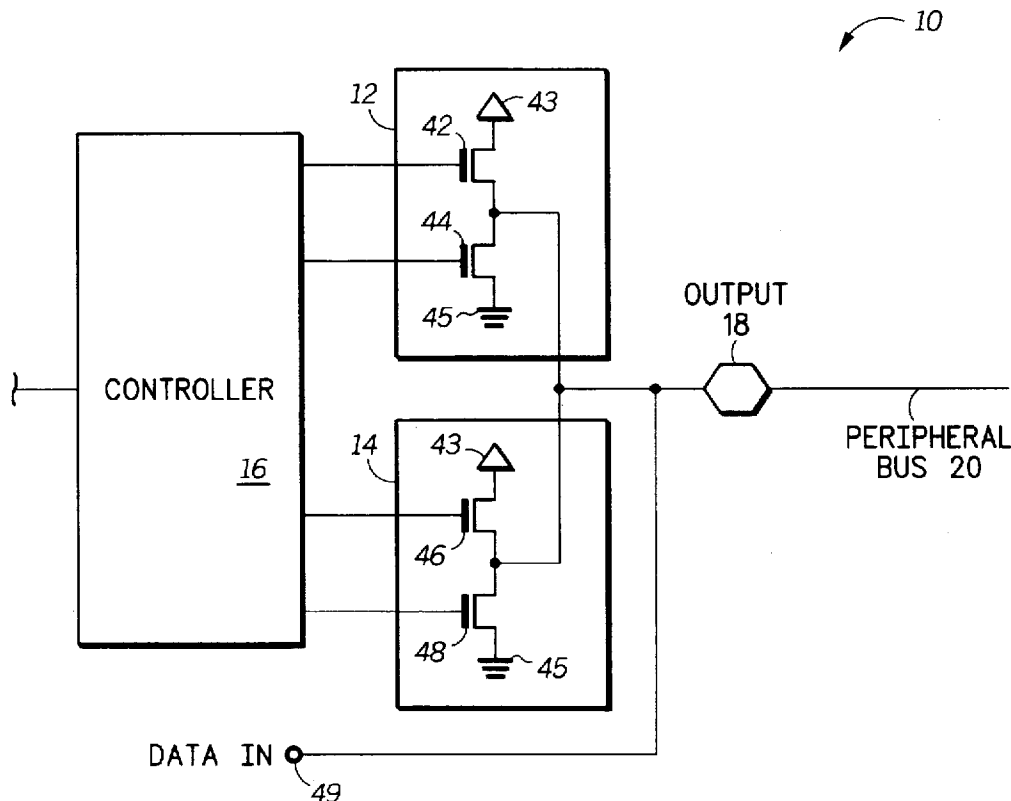 10
12
43
42
44
45
OUTPUT
18
CONTROLLER
16
PERIPHERAL
BUS 20
14
43
46
48
45
DATA IN
49